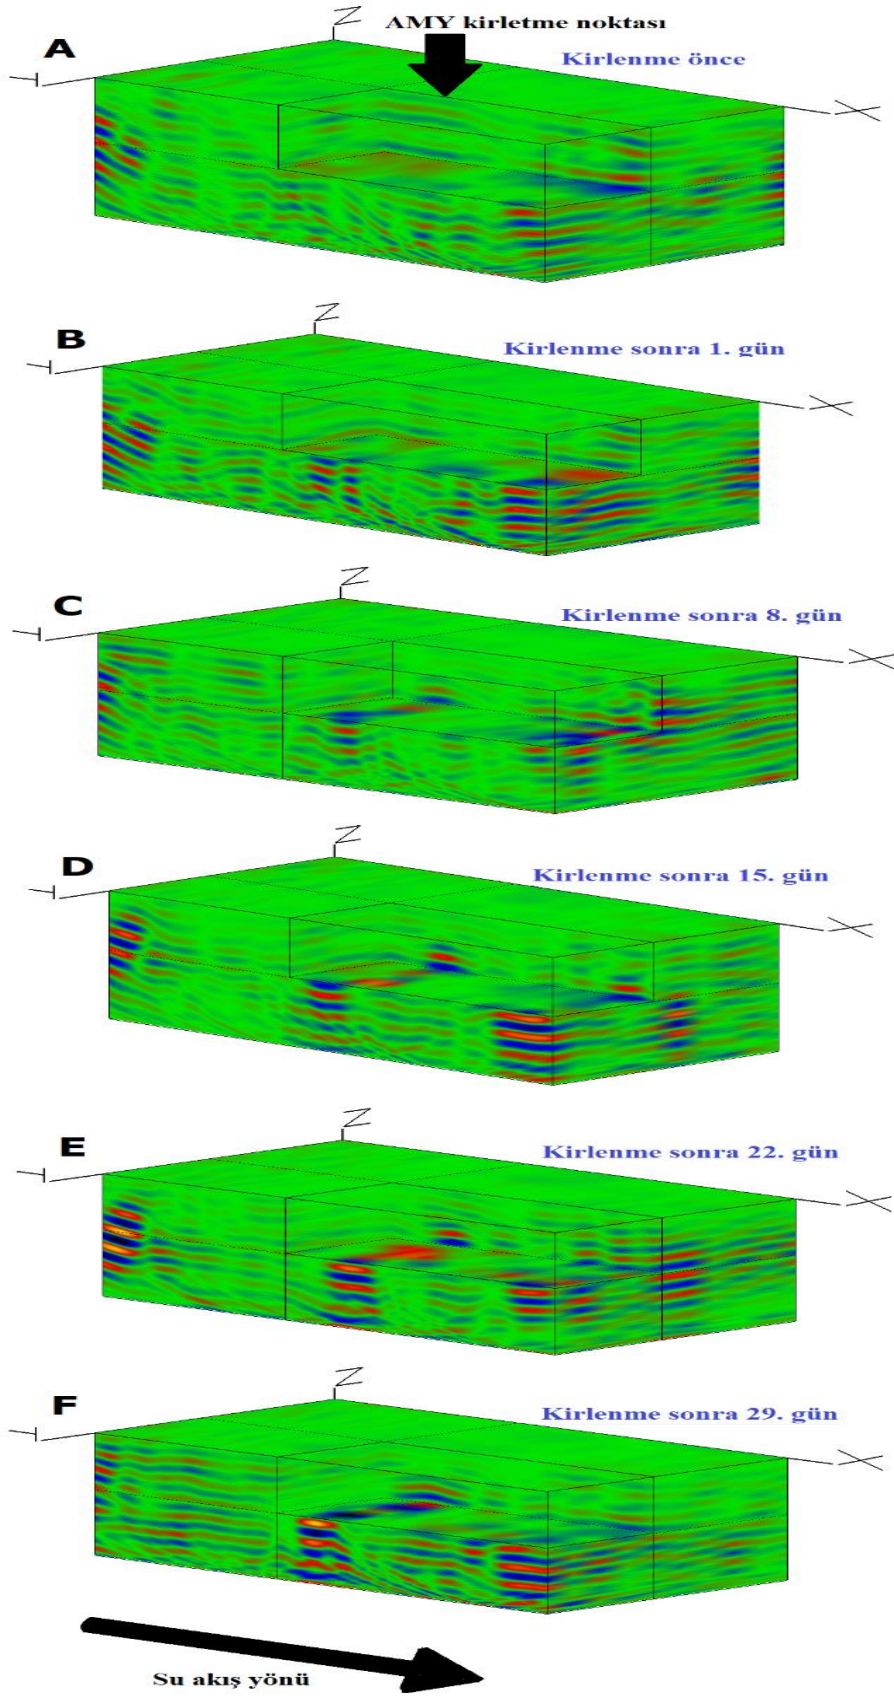 Z
AMY kirletme noktası
A
Kirlenme önce
X
Z
B
Kirlenme sonra 1. gün
X
Z
C
Kirlenme sonra 8. gün
X
Z
D
Kirlenme sonra 15. gün
X
Z
E
Kirlenme sonra 22. gün
X
Z
F
Kirlenme sonra 29. gün
X
Su akış yönü